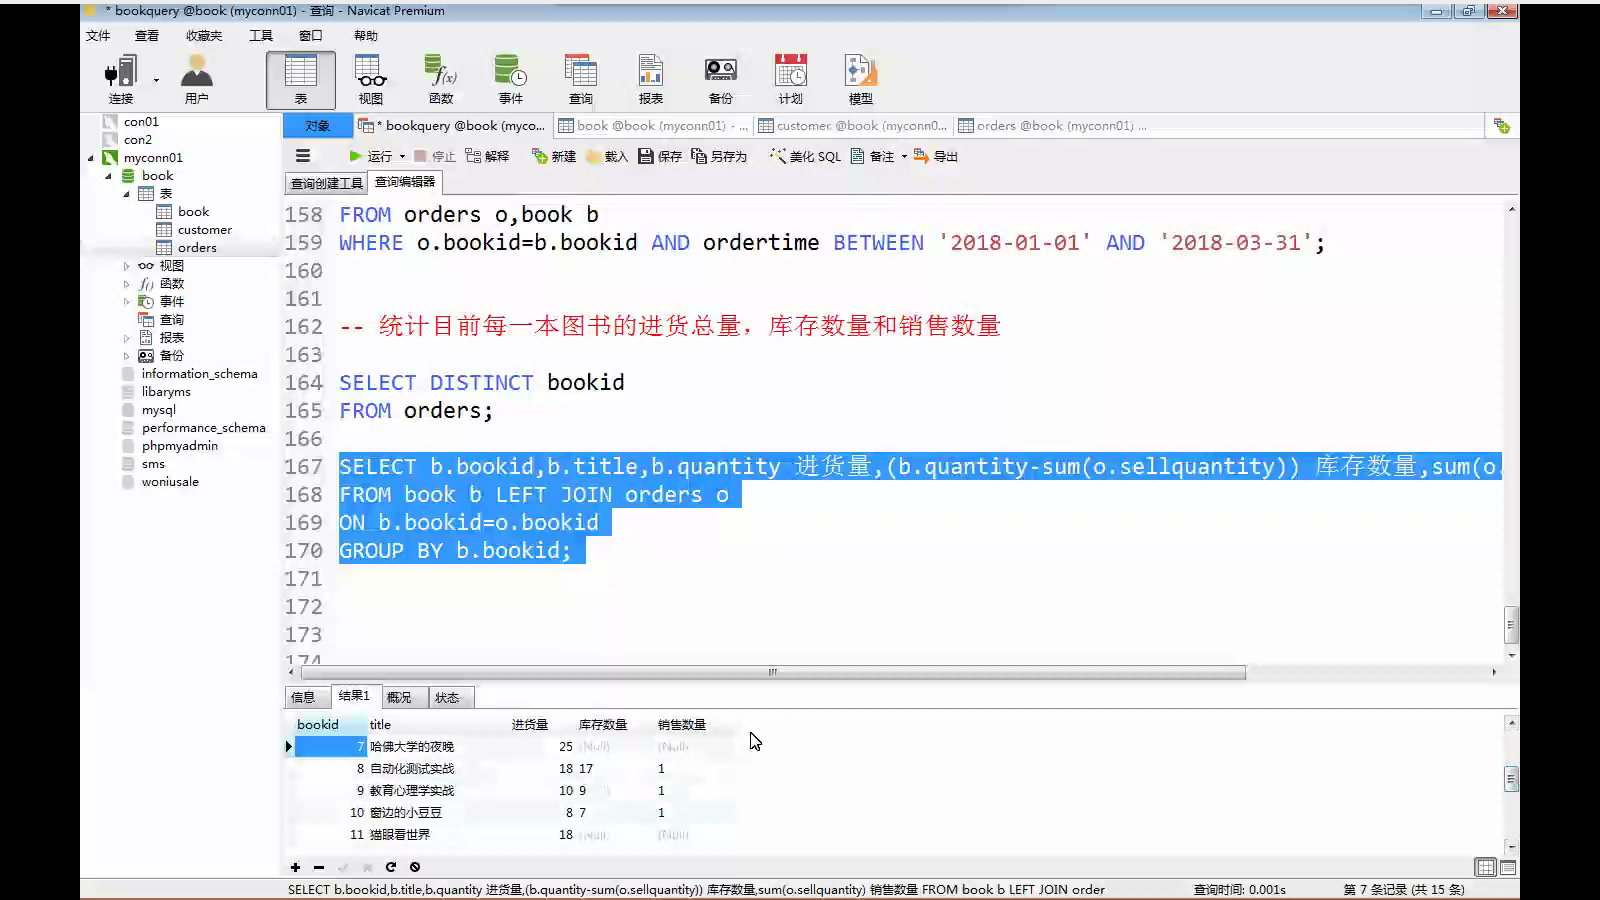 * bookquery @book (myconn01) - 查询 - Navicat Premium
文件 查看 收藏夹 工具 窗口 帮助
连接 用户 表 视图 函数 事件 查询 报表 备份 计划 模型
con01
con2
myconn01
book
表
book
customer
orders
视图
函数
事件
查询
报表
备份
information_schema
libaryms
mysql
performance_schema
phpmyadmin
sms
woniusale
对象 * bookquery @book (myco... book @book (myconn01) - ... customer @book (myconn0... orders @book (myconn01) ...
运行 停止 解释 新建 载入 保存 另存为 美化 SQL 备注 导出
查询创建工具 查询编辑器
158 FROM orders o,book b
159 WHERE o.bookid=b.bookid AND ordertime BETWEEN '2018-01-01' AND '2018-03-31';
160
161
162 -- 统计目前每一本图书的进货总量，库存数量和销售数量
163
164 SELECT DISTINCT bookid
165 FROM orders;
166
167 SELECT b.bookid,b.title,b.quantity 进货量,(b.quantity-sum(o.sellquantity)) 库存数量,sum(o.
168 FROM book b LEFT JOIN orders o
169 ON b.bookid=o.bookid
170 GROUP BY b.bookid;
171
172
173
174
信息 结果1 概况 状态
bookid title 进货量 库存数量 销售数量
7 哈佛大学的夜晚 25 (Null) (Null)
8 自动化测试实战 18 17 1
9 教育心理学实战 10 9 1
10 窗边的小豆豆 8 7 1
11 猫眼看世界 18 (Null) (Null)
SELECT b.bookid,b.title,b.quantity 进货量,(b.quantity-sum(o.sellquantity)) 库存数量,sum(o.sellquantity) 销售数量 FROM book b LEFT JOIN order 查询时间: 0.001s 第 7 条记录 (共 15 条)